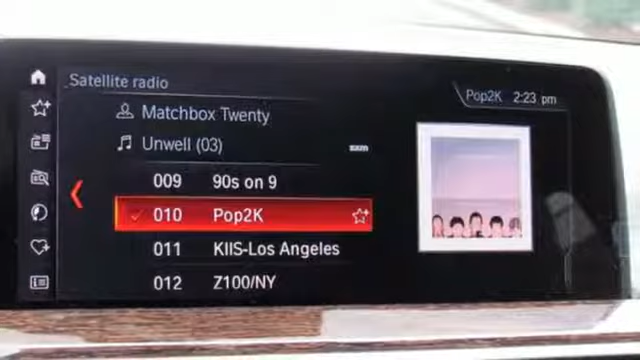 Satellite radio
Pop2K 2:23 pm
Matchbox Twenty
Unwell (03)
sxm
009 90s on 9
010 Pop2K
011 KIIS-Los Angeles
012 Z100/NY